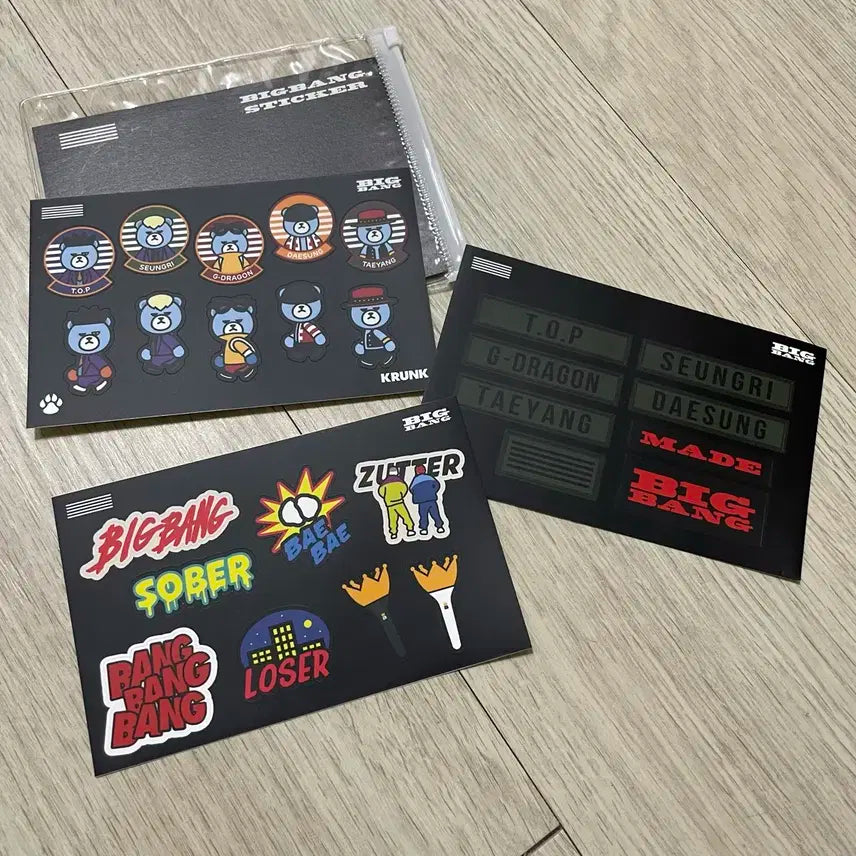 BIGBANG
STICKER
BIG
BANG
T.O.P
SEUNGRI
G-DRAGON
DAESUNG
TAEYANG
KRUNK
BIG
BANG
T.O.P
G-DRAGON
TAEYANG
SEUNGRI
DAESUNG
MADE
BIG
BANG
BIG
BANG
BIGBANG
BAE
BAE
ZUTTER
SOBER
BANG
BANG
BANG
LOSER